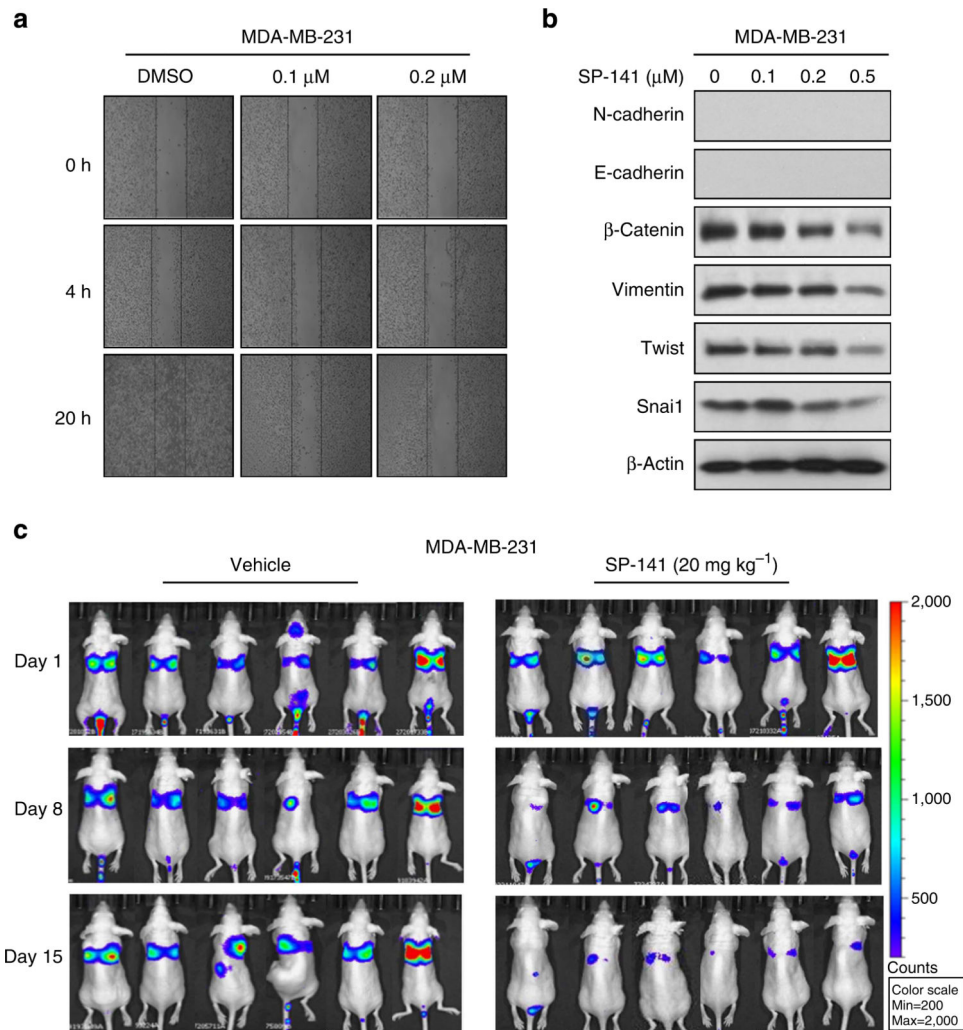 a
MDA-MB-231
DMSO 0.1 μM 0.2 μM
0 h
4 h
20 h
b
MDA-MB-231
SP-141 (μM) 0 0.1 0.2 0.5
N-cadherin
E-cadherin
β-Catenin
Vimentin
Twist
Snai1
β-Actin
c
MDA-MB-231
Vehicle SP-141 (20 mg kg⁻¹)
Day 1
Day 8
Day 15
2,000
1,500
1,000
500
Counts
Color scale
Min=200
Max=2,000